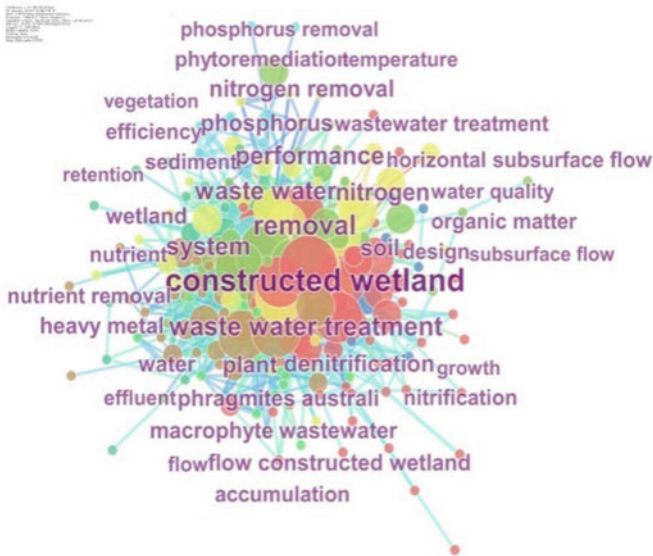 phosphorus removal
phytoremediation temperature
nitrogen removal
vegetation
efficiency phosphorus wastewater treatment
sediment performance horizontal subsurface flow
retention
waste water nitrogen water quality
wetland removal organic matter
nutrient system soil design subsurface flow
constructed wetland
nutrient removal
heavy metal waste water treatment
water plant denitrification growth
effluent phragmites australi nitrification
macrophyte wastewater
flow flow constructed wetland
accumulation